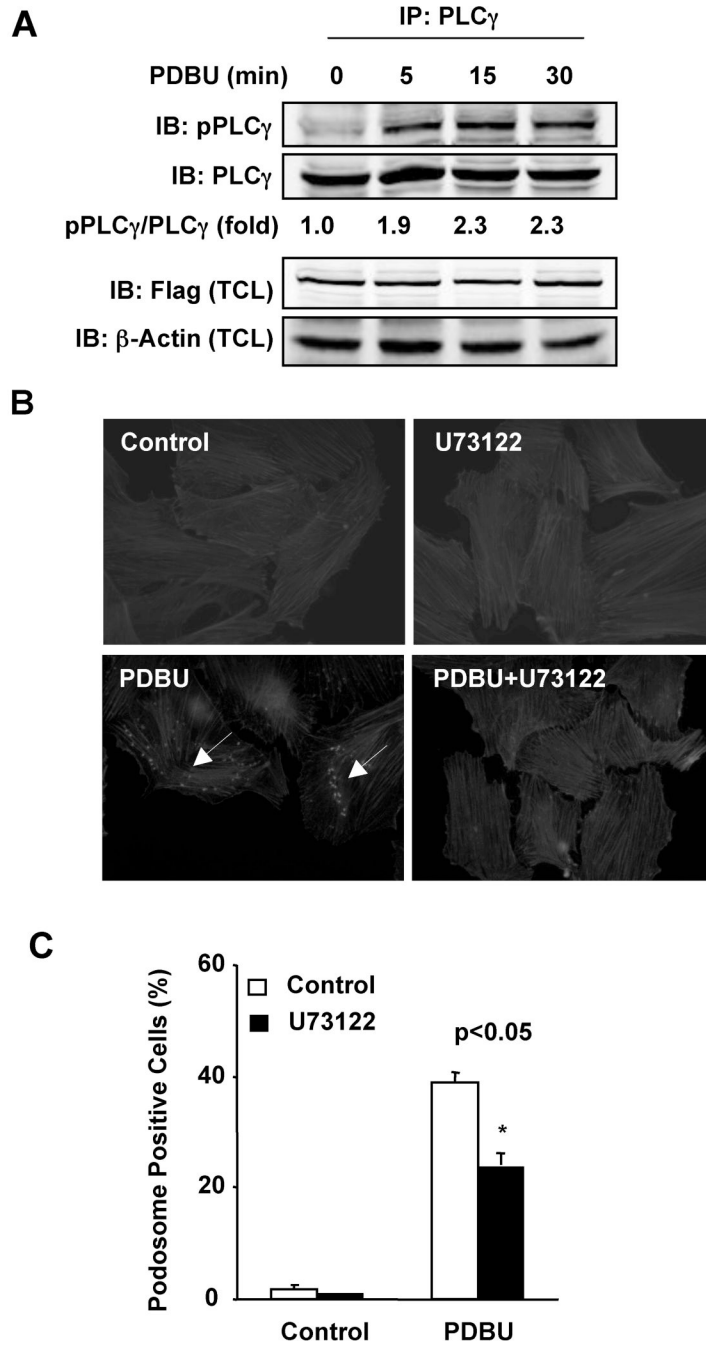 A
IP: PLCγ
PDBU (min) 0 5 15 30
IB: pPLCγ
IB: PLCγ
pPLCγ/PLCγ (fold) 1.0 1.9 2.3 2.3
IB: Flag (TCL)
IB: β-Actin (TCL)
B
Control
U73122
PDBU
PDBU+U73122
C
Podosome Positive Cells (%)
60
40
20
0
Control
U73122
p<0.05
*
Control PDBU